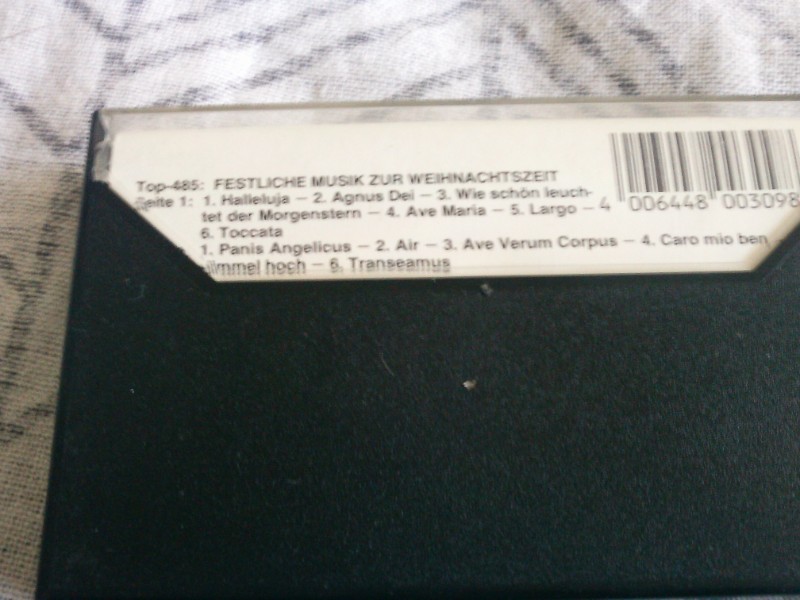 Top-485: FESTLICHE MUSIK ZUR WEIHNACHTSZEIT
Seite 1: 1. Halleluja – 2. Agnus Dei – 3. Wie schön leuch-
tet der Morgenstern – 4. Ave Maria – 5. Largo –
6. Toccata
1. Panis Angelicus – 2. Air – 3. Ave Verum Corpus – 4. Caro mio ben
hoch – 6. Transeamus
4 006448 003098